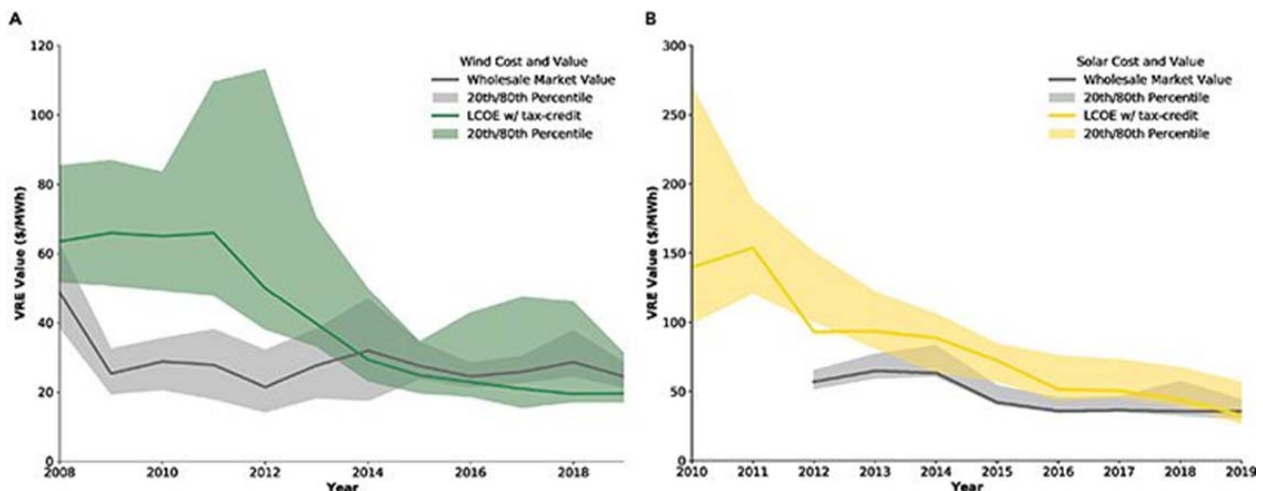 A
120
100
80
60
40
20
0
VRE Value ($/MWh)
Wind Cost and Value
Wholesale Market Value
20th/80th Percentile
LCOE w/ tax-credit
20th/80th Percentile
2008 2010 2012 2014 2016 2018
Year
B
300
250
200
150
100
50
0
VRE Value ($/MWh)
Solar Cost and Value
Wholesale Market Value
20th/80th Percentile
LCOE w/ tax-credit
20th/80th Percentile
2010 2011 2012 2013 2014 2015 2016 2017 2018 2019
Year